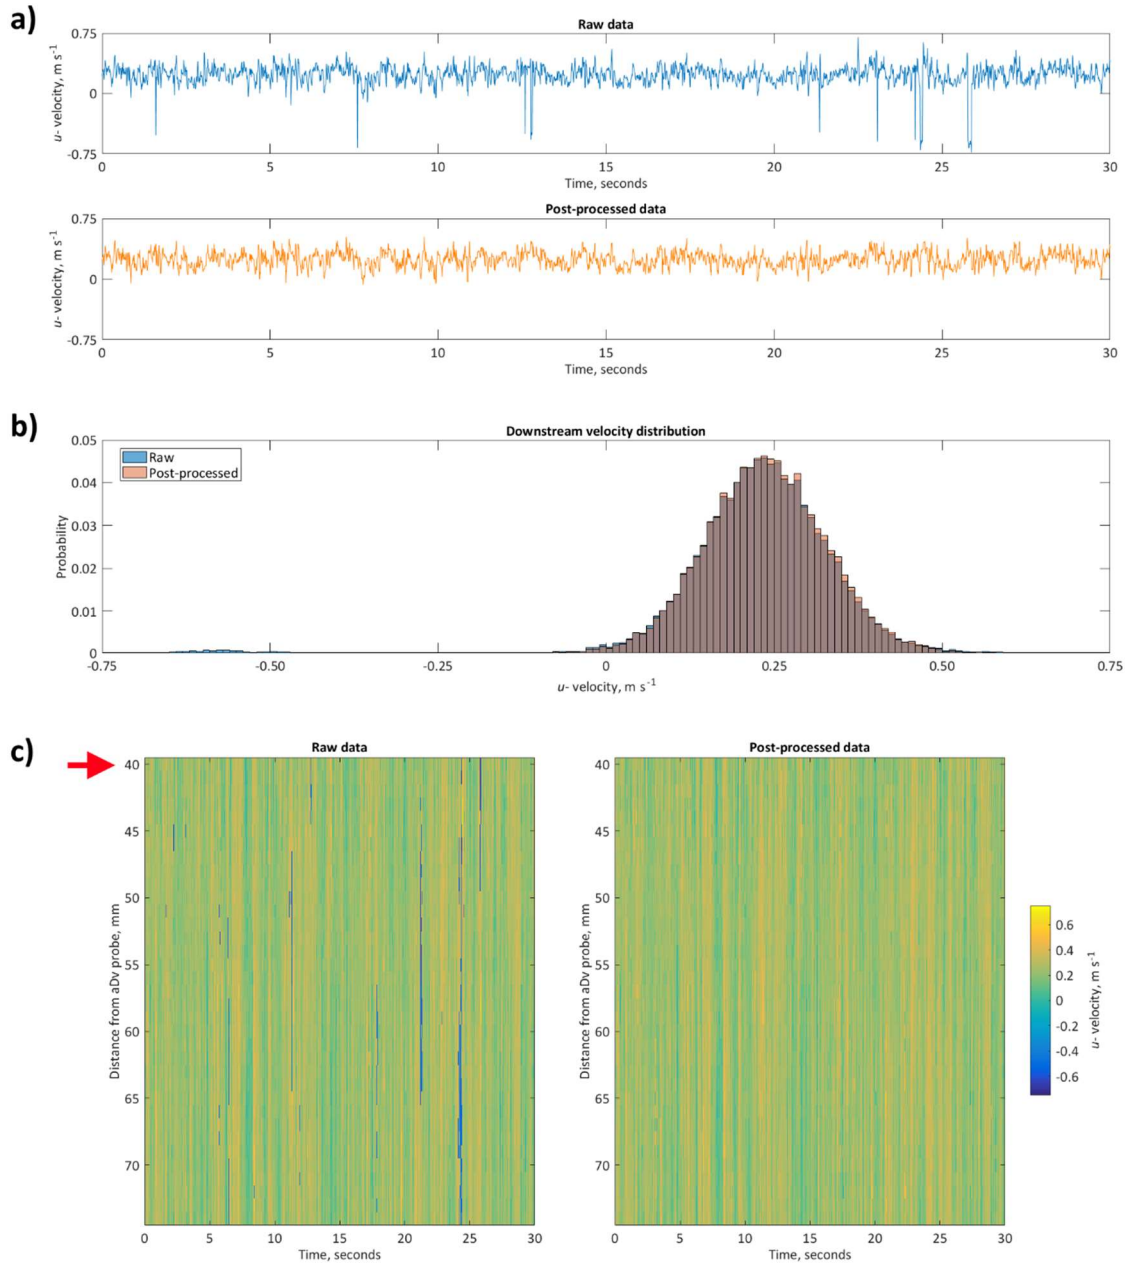 a)
Raw data
u- velocity, m s-1
0.75
0
-0.75
0 5 10 15 20 25 30
Time, seconds
Post-processed data
u- velocity, m s-1
0.75
0
-0.75
0 5 10 15 20 25 30
Time, seconds
b)
Downstream velocity distribution
Raw
Post-processed
Probability
0.05
0.04
0.03
0.02
0.01
0
-0.75 -0.50 -0.25 0 0.25 0.50 0.75
u- velocity, m s-1
c)
Raw data
Distance from aDv probe, mm
40
45
50
55
60
65
70
0 5 10 15 20 25 30
Time, seconds
Post-processed data
Distance from aDv probe, mm
40
45
50
55
60
65
70
0 5 10 15 20 25 30
Time, seconds
0.6
0.4
0.2
0
-0.2
-0.4
-0.6
u- velocity, m s-1